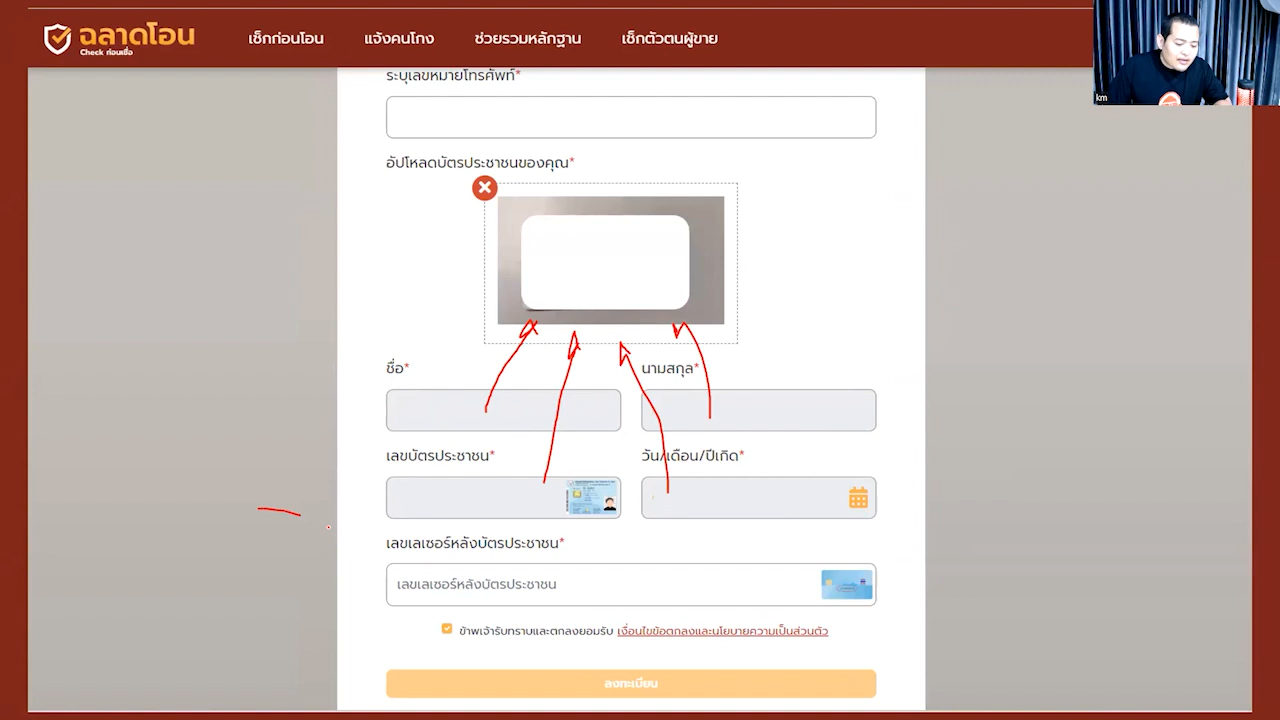 ฉลาดโอน
Check ก่อนเชื่อ
เช็กก่อนโอน
แจ้งคนโกง
ช่วยรวมหลักฐาน
เช็กตัวตนผู้ขาย
km
ระบุเลขหมายโทรศัพท์*
อัปโหลดบัตรประชาชนของคุณ*
ชื่อ*
นามสกุล*
เลขบัตรประชาชน*
วัน/เดือน/ปีเกิด*
เลขเลเซอร์หลังบัตรประชาชน*
เลขเลเซอร์หลังบัตรประชาชน
ข้าพเจ้ารับทราบและตกลงยอมรับ เงื่อนไขข้อตกลงและนโยบายความเป็นส่วนตัว
ลงทะเบียน